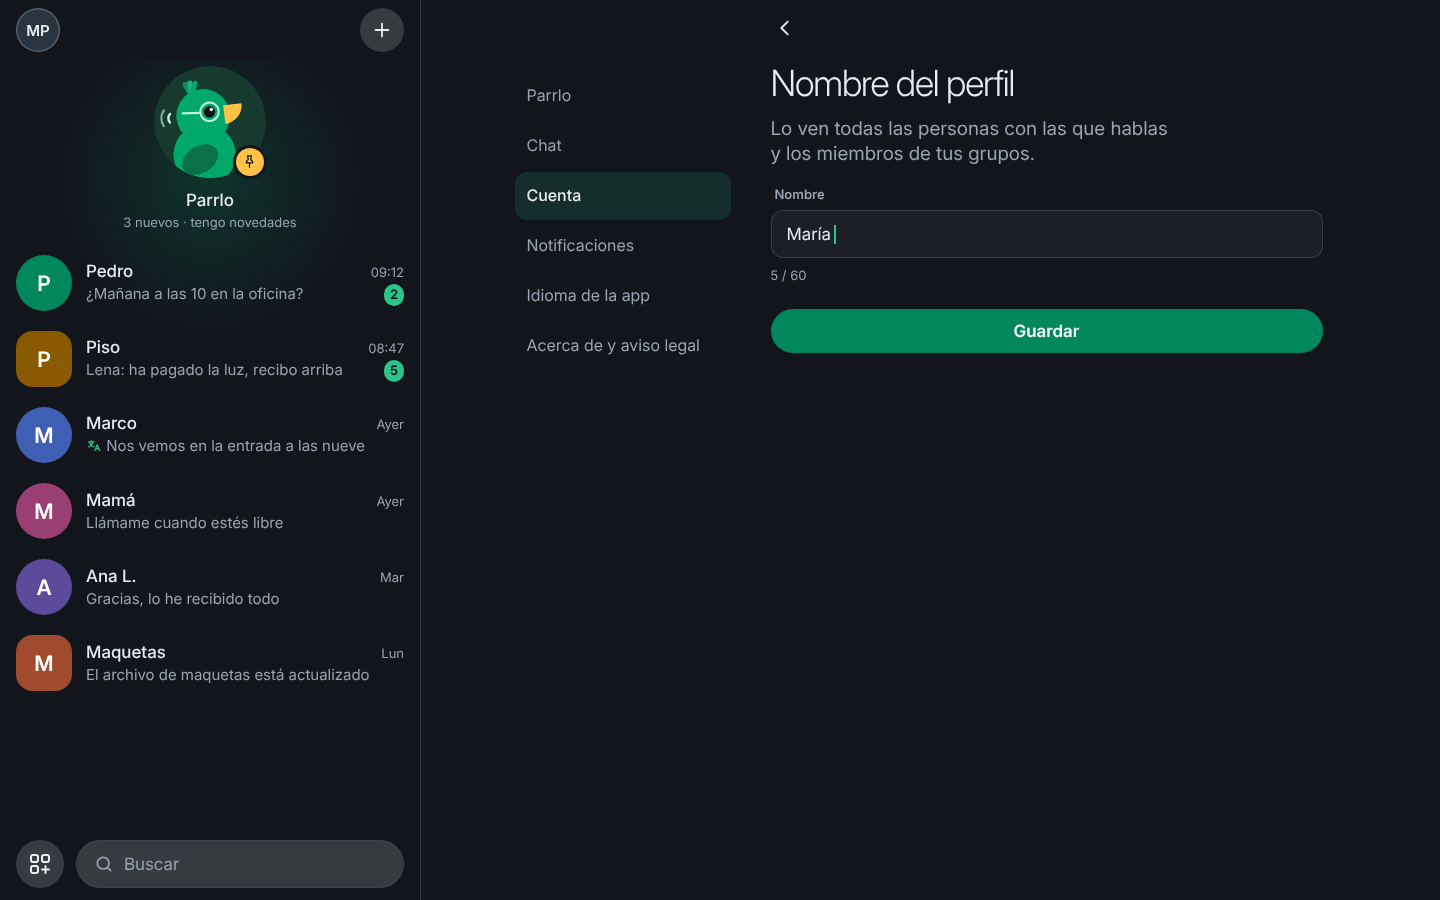 MP
Parrlo
3 nuevos · tengo novedades
P
Pedro
09:12
¿Mañana a las 10 en la oficina?
2
P
Piso
08:47
Lena: ha pagado la luz, recibo arriba
5
M
Marco
Ayer
Nos vemos en la entrada a las nueve
M
Mamá
Ayer
Llámame cuando estés libre
A
Ana L.
Mar
Gracias, lo he recibido todo
M
Maquetas
Lun
El archivo de maquetas está actualizado
Buscar
Parrlo
Chat
Cuenta
Notificaciones
Idioma de la app
Acerca de y aviso legal
Nombre del perfil
Lo ven todas las personas con las que hablas
y los miembros de tus grupos.
Nombre
María
5 / 60
Guardar